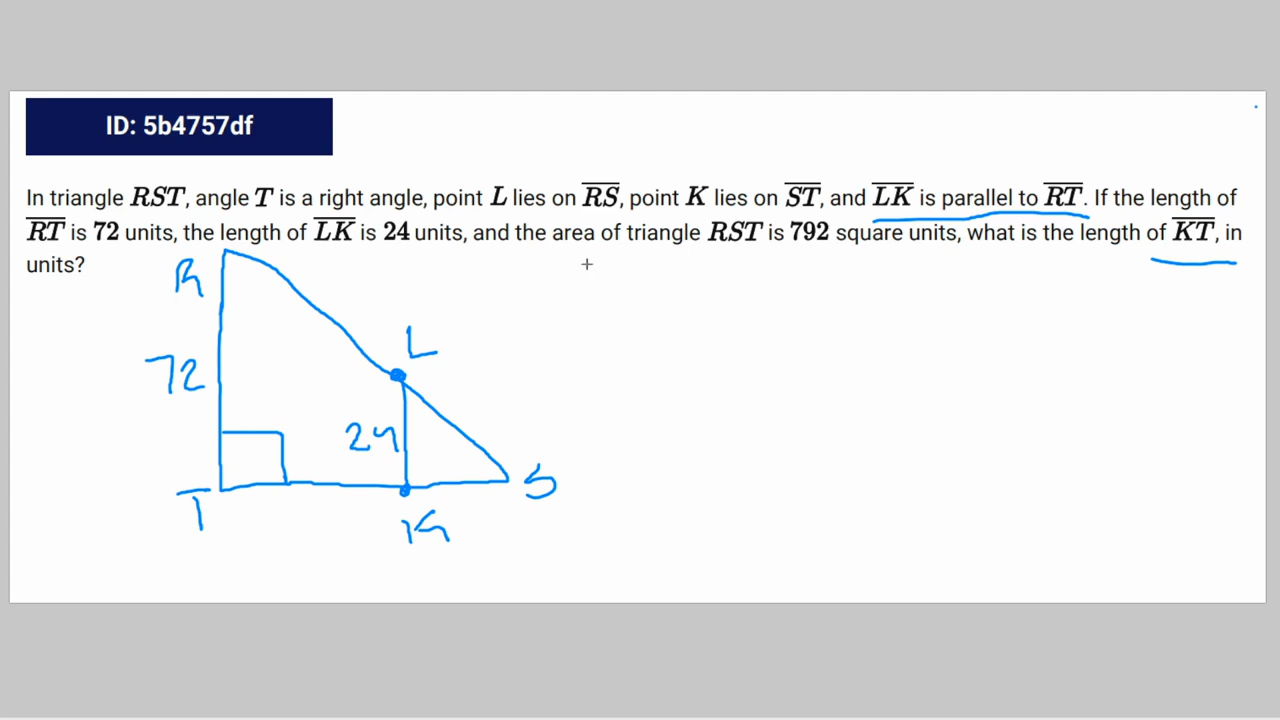 ID: 5b4757df
In triangle RST, angle T is a right angle, point L lies on RS, point K lies on ST, and LK is parallel to RT. If the length of
RT is 72 units, the length of LK is 24 units, and the area of triangle RST is 792 square units, what is the length of KT, in
units?
R
L
72
24
S
T
K